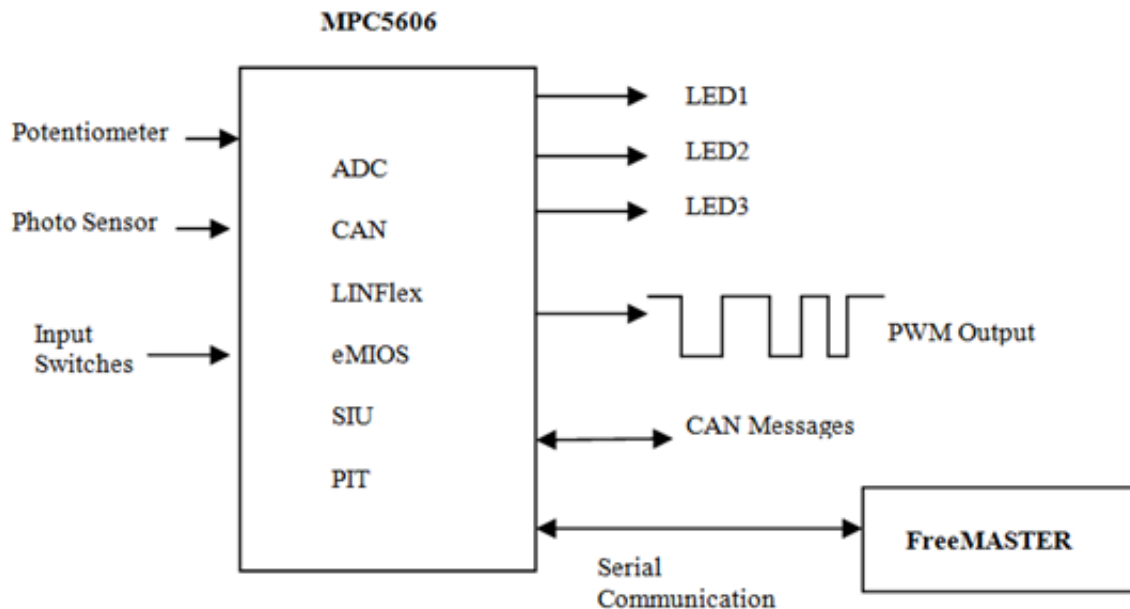 MPC5606
Potentiometer
Photo Sensor
Input
Switches
ADC
CAN
LINFlex
eMIOS
SIU
PIT
LED1
LED2
LED3
PWM Output
CAN Messages
FreeMASTER
Serial
Communication